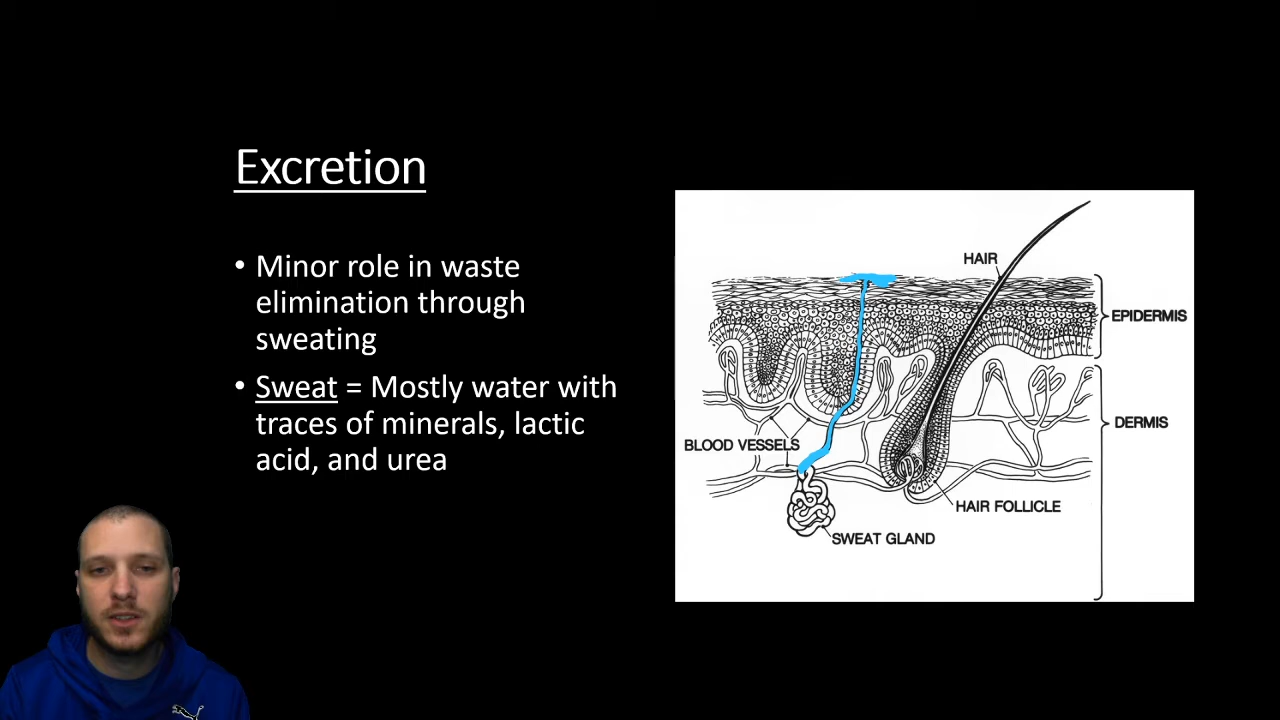 Excretion
• Minor role in waste
elimination through
sweating
• Sweat = Mostly water with
traces of minerals, lactic
acid, and urea
HAIR
EPIDERMIS
DERMIS
BLOOD VESSELS
HAIR FOLLICLE
SWEAT GLAND